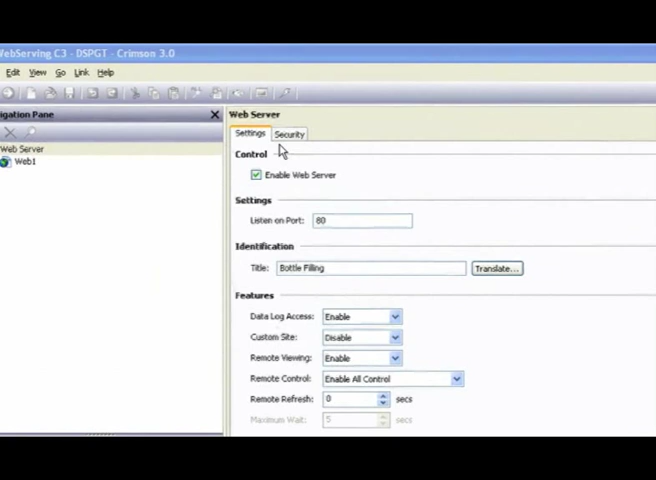 WebServing C3 - DSPGT - Crimson 3.0
Edit View Go Link Help
igation Pane
Web Server
Web1
Web Server
Settings Security
Control
Enable Web Server
Settings
Listen on Port: 80
Identification
Title: Bottle Filling Translate...
Features
Data Log Access: Enable
Custom Site: Disable
Remote Viewing: Enable
Remote Control: Enable All Control
Remote Refresh: 0 secs
Maximum Wait: 5 secs